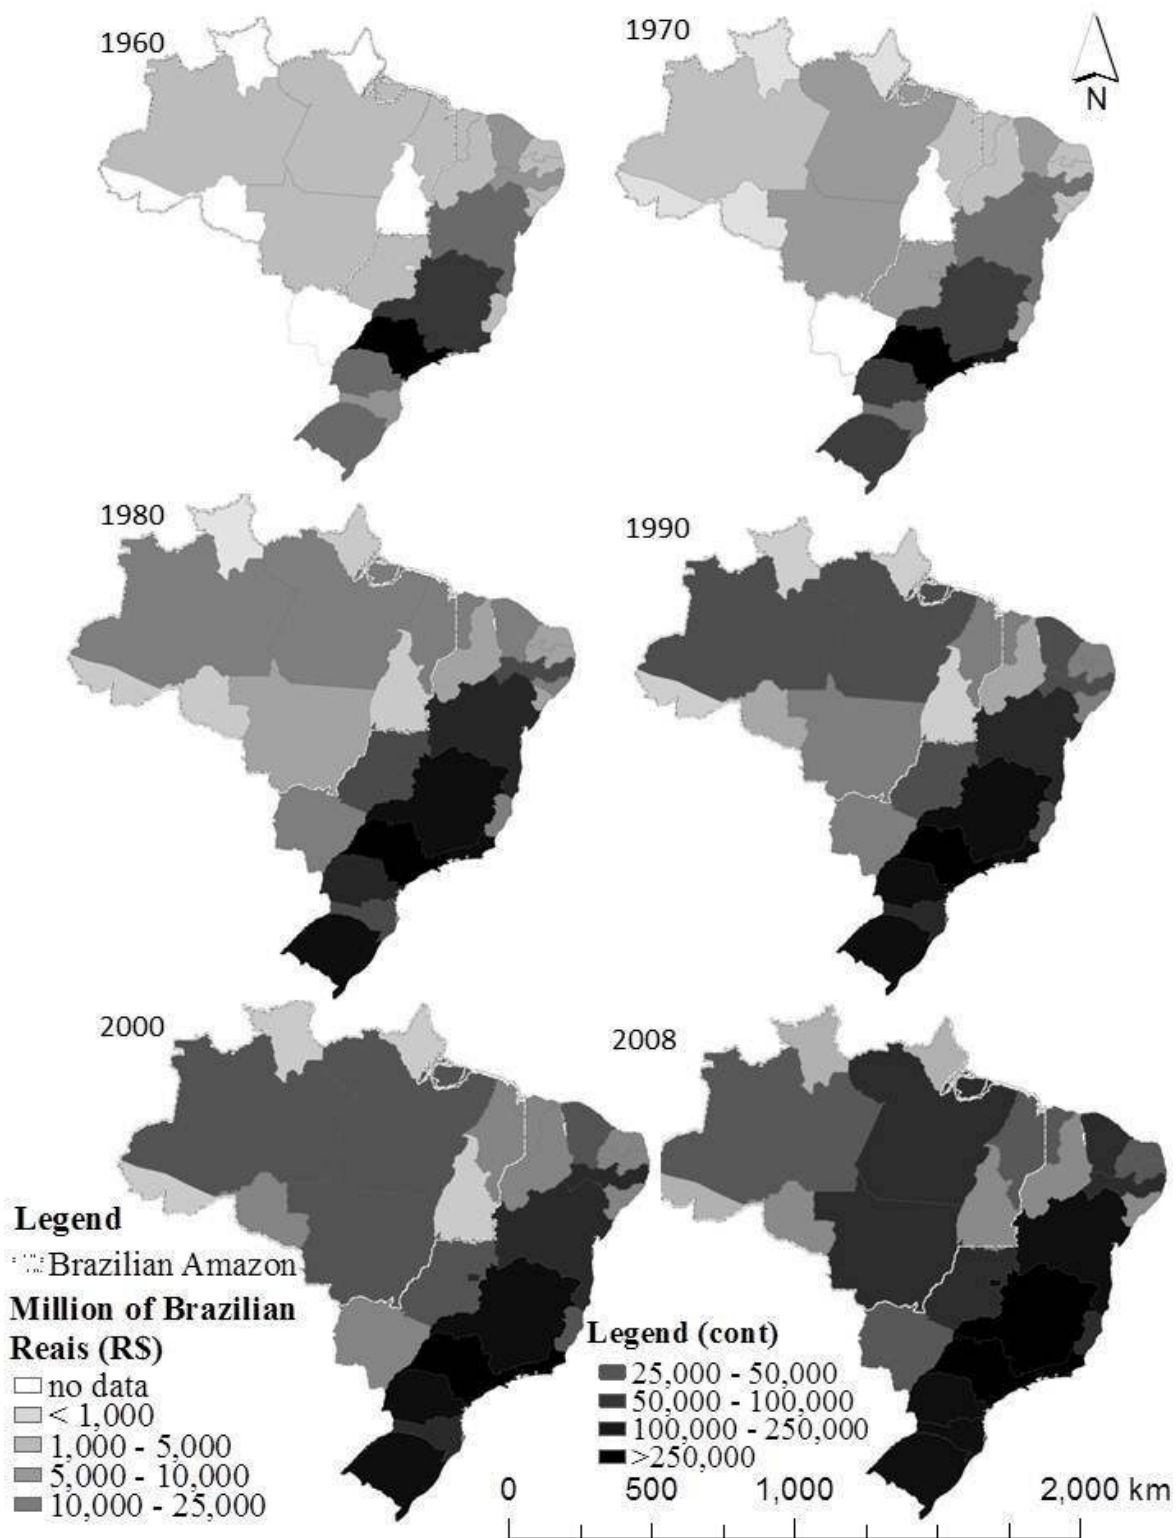 1960
1970
N
1980
1990
2000
2008
Legend
Brazilian Amazon
Million of Brazilian
Reais (R$)
no data
< 1,000
1,000 - 5,000
5,000 - 10,000
10,000 - 25,000
Legend (cont)
25,000 - 50,000
50,000 - 100,000
100,000 - 250,000
>250,000
0 500 1,000 2,000 km